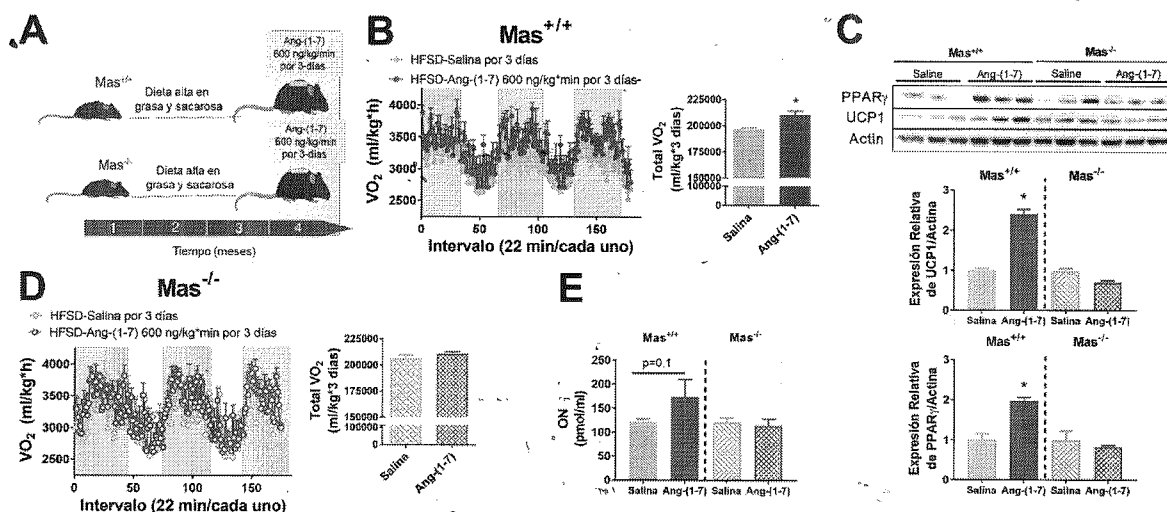 A
Ang-(1-7)
600 ng/kg/min
por 3-días
Mas+/+
Dieta alta en
grasa y sacarosa
Ang-(1-7)
600 ng/kg*min
por 3-días
Mas-/-
Dieta alta en
grasa y sacarosa
1 2 3 4
Tiempo (meses)
B
Mas+/+
HFSD-Salina por 3 días
HFSD-Ang-(1-7) 600 ng/kg*min por 3 días
VO2 (ml/kg*h)
4000
3500
3000
2500
0 50 100 150 200
Intervalo (22 min/cada uno)
Total VO2
(ml/kg*3 días)
225000
200000
175000
150000
100000
0
*
Salina
Ang-(1-7)
C
Mas+/+ Mas-/-
Saline Ang-(1-7) Saline Ang-(1-7)
PPARγ
UCP1
Actin
Mas+/+ Mas-/-
Expresión Relativa
de UCP1/Actina
3
2
1
0
*
Salina Ang-(1-7) Salina Ang-(1-7)
Mas+/+ Mas-/-
Expresión Relativa
de PPARγ/Actina
3
2
1
0
*
Salina Ang-(1-7) Salina Ang-(1-7)
D
Mas-/-
HFSD-Salina por 3 días
HFSD-Ang-(1-7) 600 ng/kg*min por 3 días
VO2 (ml/kg*h)
4000
3500
3000
2500
0 50 100 150
Intervalo (22 min/cada uno)
Total VO2
(ml/kg*3 días)
225000
200000
175000
150000
100000
0
Salina
Ang-(1-7)
E
Mas+/+ Mas-/-
p=0.1
ON
(pmol/ml)
250
200
150
100
50
0
Salina Ang-(1-7) Salina Ang-(1-7)